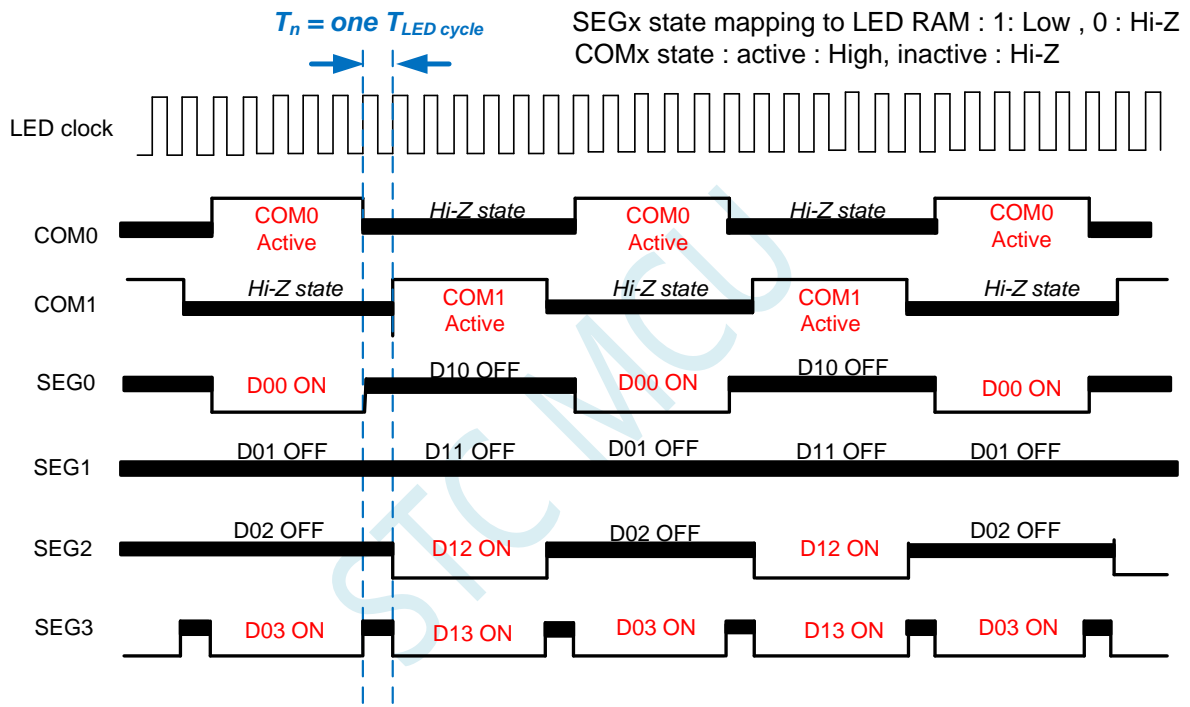 Tn = one TLED cycle
SEGx state mapping to LED RAM : 1: Low , 0 : Hi-Z
COMx state : active : High, inactive : Hi-Z
LED clock
COM0
COM0
Active
Hi-Z state
COM0
Active
Hi-Z state
COM0
Active
COM1
Hi-Z state
COM1
Active
Hi-Z state
COM1
Active
Hi-Z state
SEG0
D00 ON
D10 OFF
D00 ON
D10 OFF
D00 ON
SEG1
D01 OFF
D11 OFF
D01 OFF
D11 OFF
D01 OFF
SEG2
D02 OFF
D12 ON
D02 OFF
D12 ON
D02 OFF
SEG3
D03 ON
D13 ON
D03 ON
D13 ON
D03 ON
STC MCU